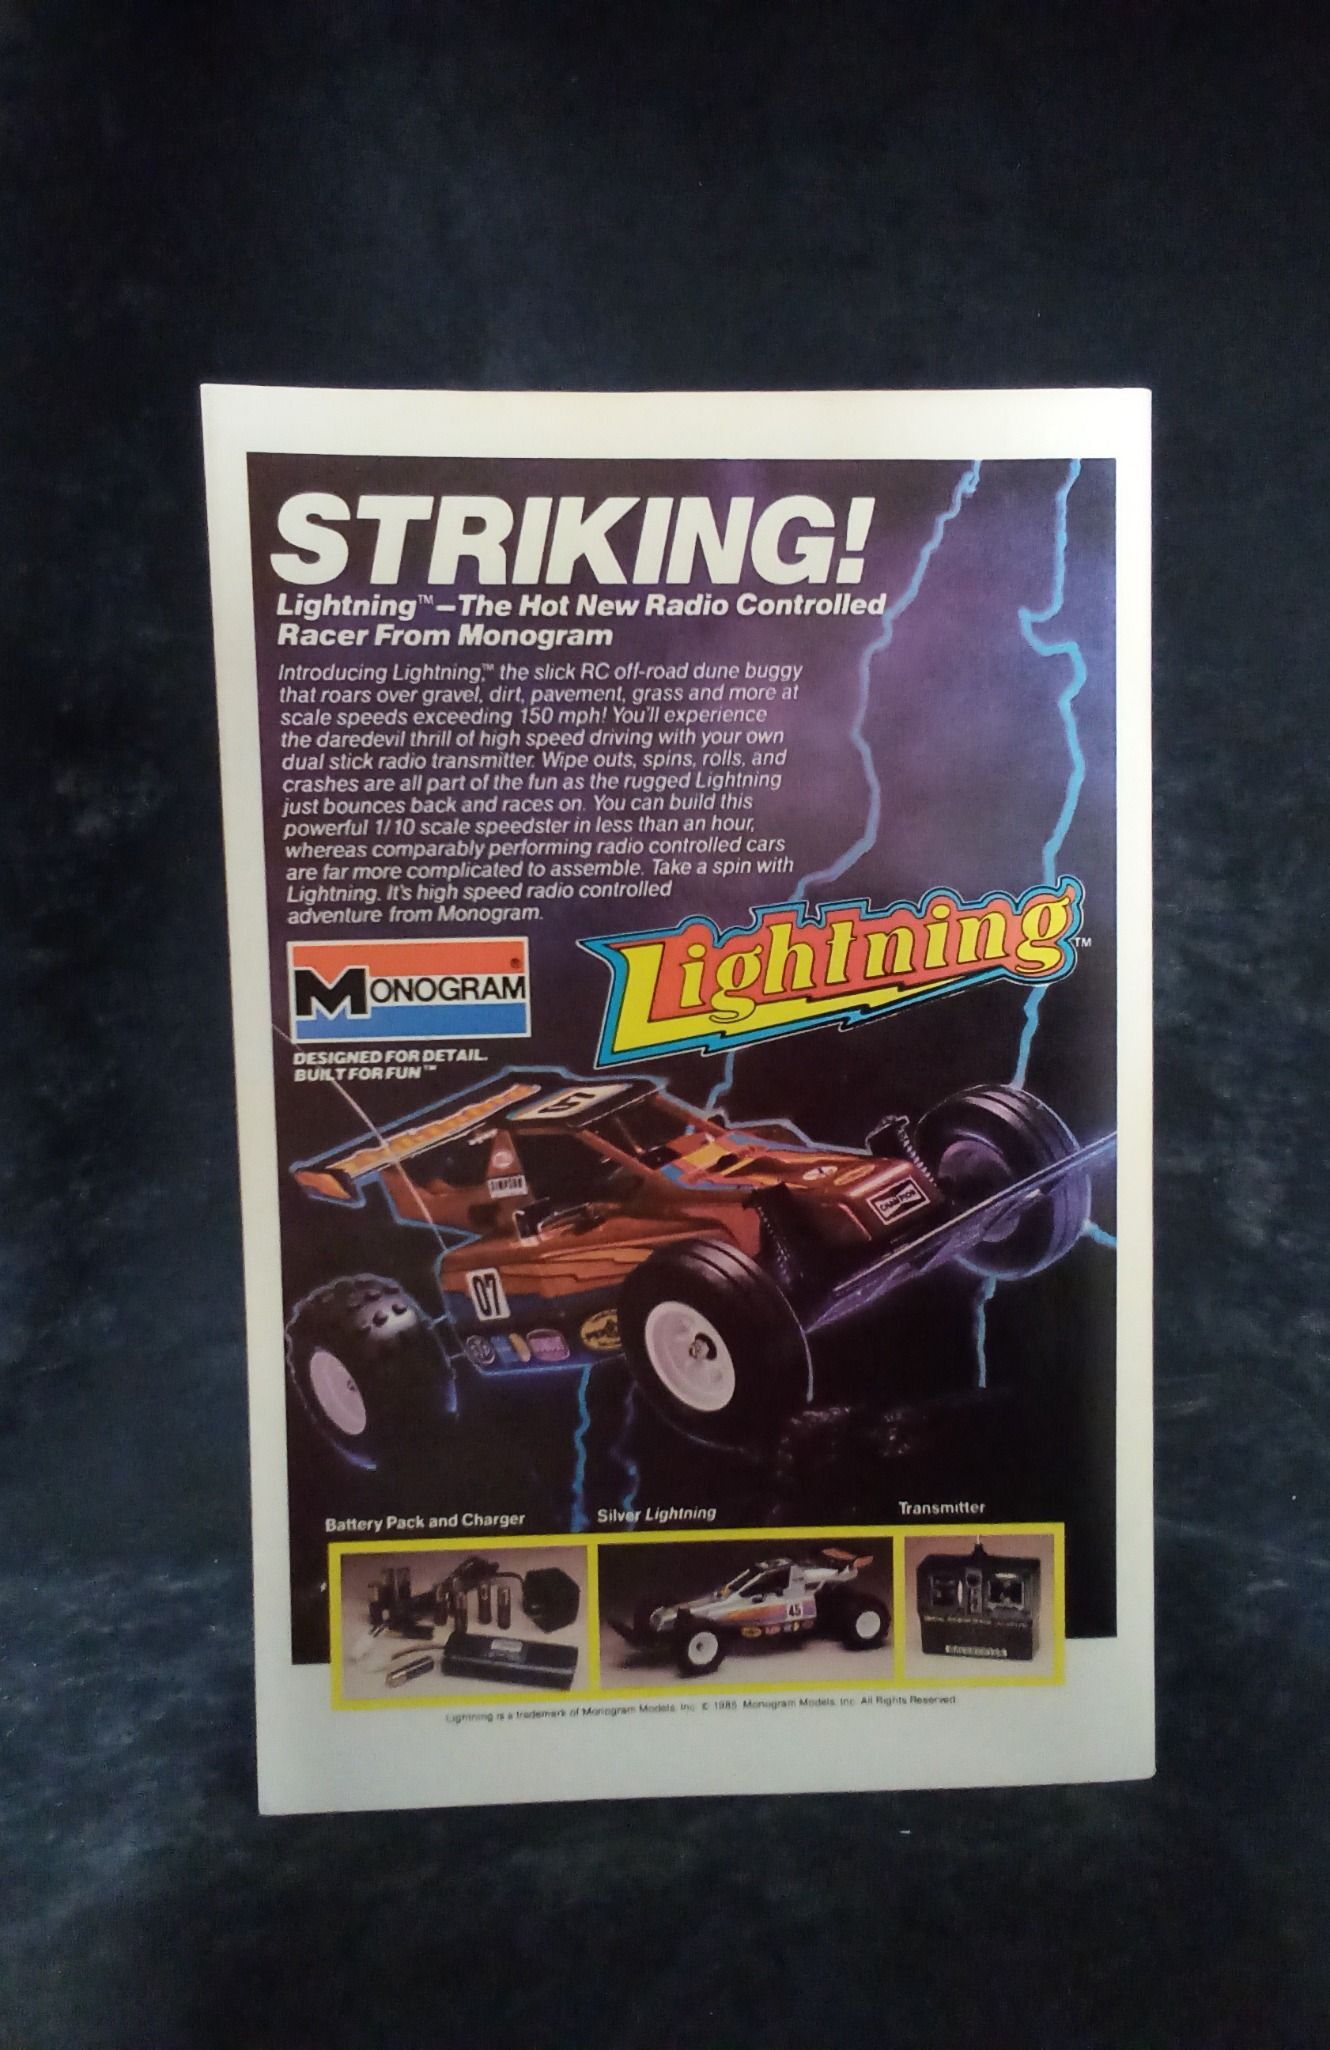 STRIKING!
Lightning™—The Hot New Radio Controlled
Racer From Monogram
Introducing Lightning,™ the slick RC off-road dune buggy
that roars over gravel, dirt, pavement, grass and more at
scale speeds exceeding 150 mph! You'll experience
the daredevil thrill of high speed driving with your own
dual stick radio transmitter. Wipe outs, spins, rolls, and
crashes are all part of the fun as the rugged Lightning
just bounces back and races on. You can build this
powerful 1/10 scale speedster in less than an hour,
whereas comparably performing radio controlled cars
are far more complicated to assemble. Take a spin with
Lightning. It's high speed radio controlled
adventure from Monogram.
Lightning™
MONOGRAM®
DESIGNED FOR DETAIL.
BUILT FOR FUN™
07
SIMPSON
CHAMPION
07
STP
Battery Pack and Charger
Silver Lightning
Transmitter
45
Lightning is a trademark of Monogram Models, Inc. © 1985 Monogram Models, Inc. All Rights Reserved